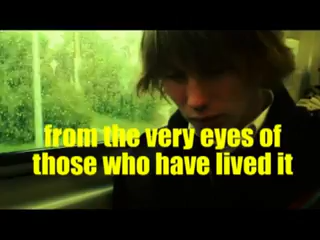 from the very eyes of
those who have lived it